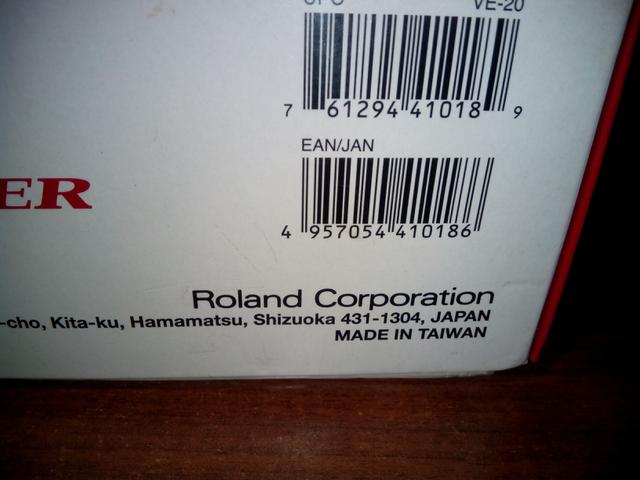 UPC VE-20
7 61294 41018 9
EAN/JAN
4 957054 410186
ER
Roland Corporation
-cho, Kita-ku, Hamamatsu, Shizuoka 431-1304, JAPAN
MADE IN TAIWAN